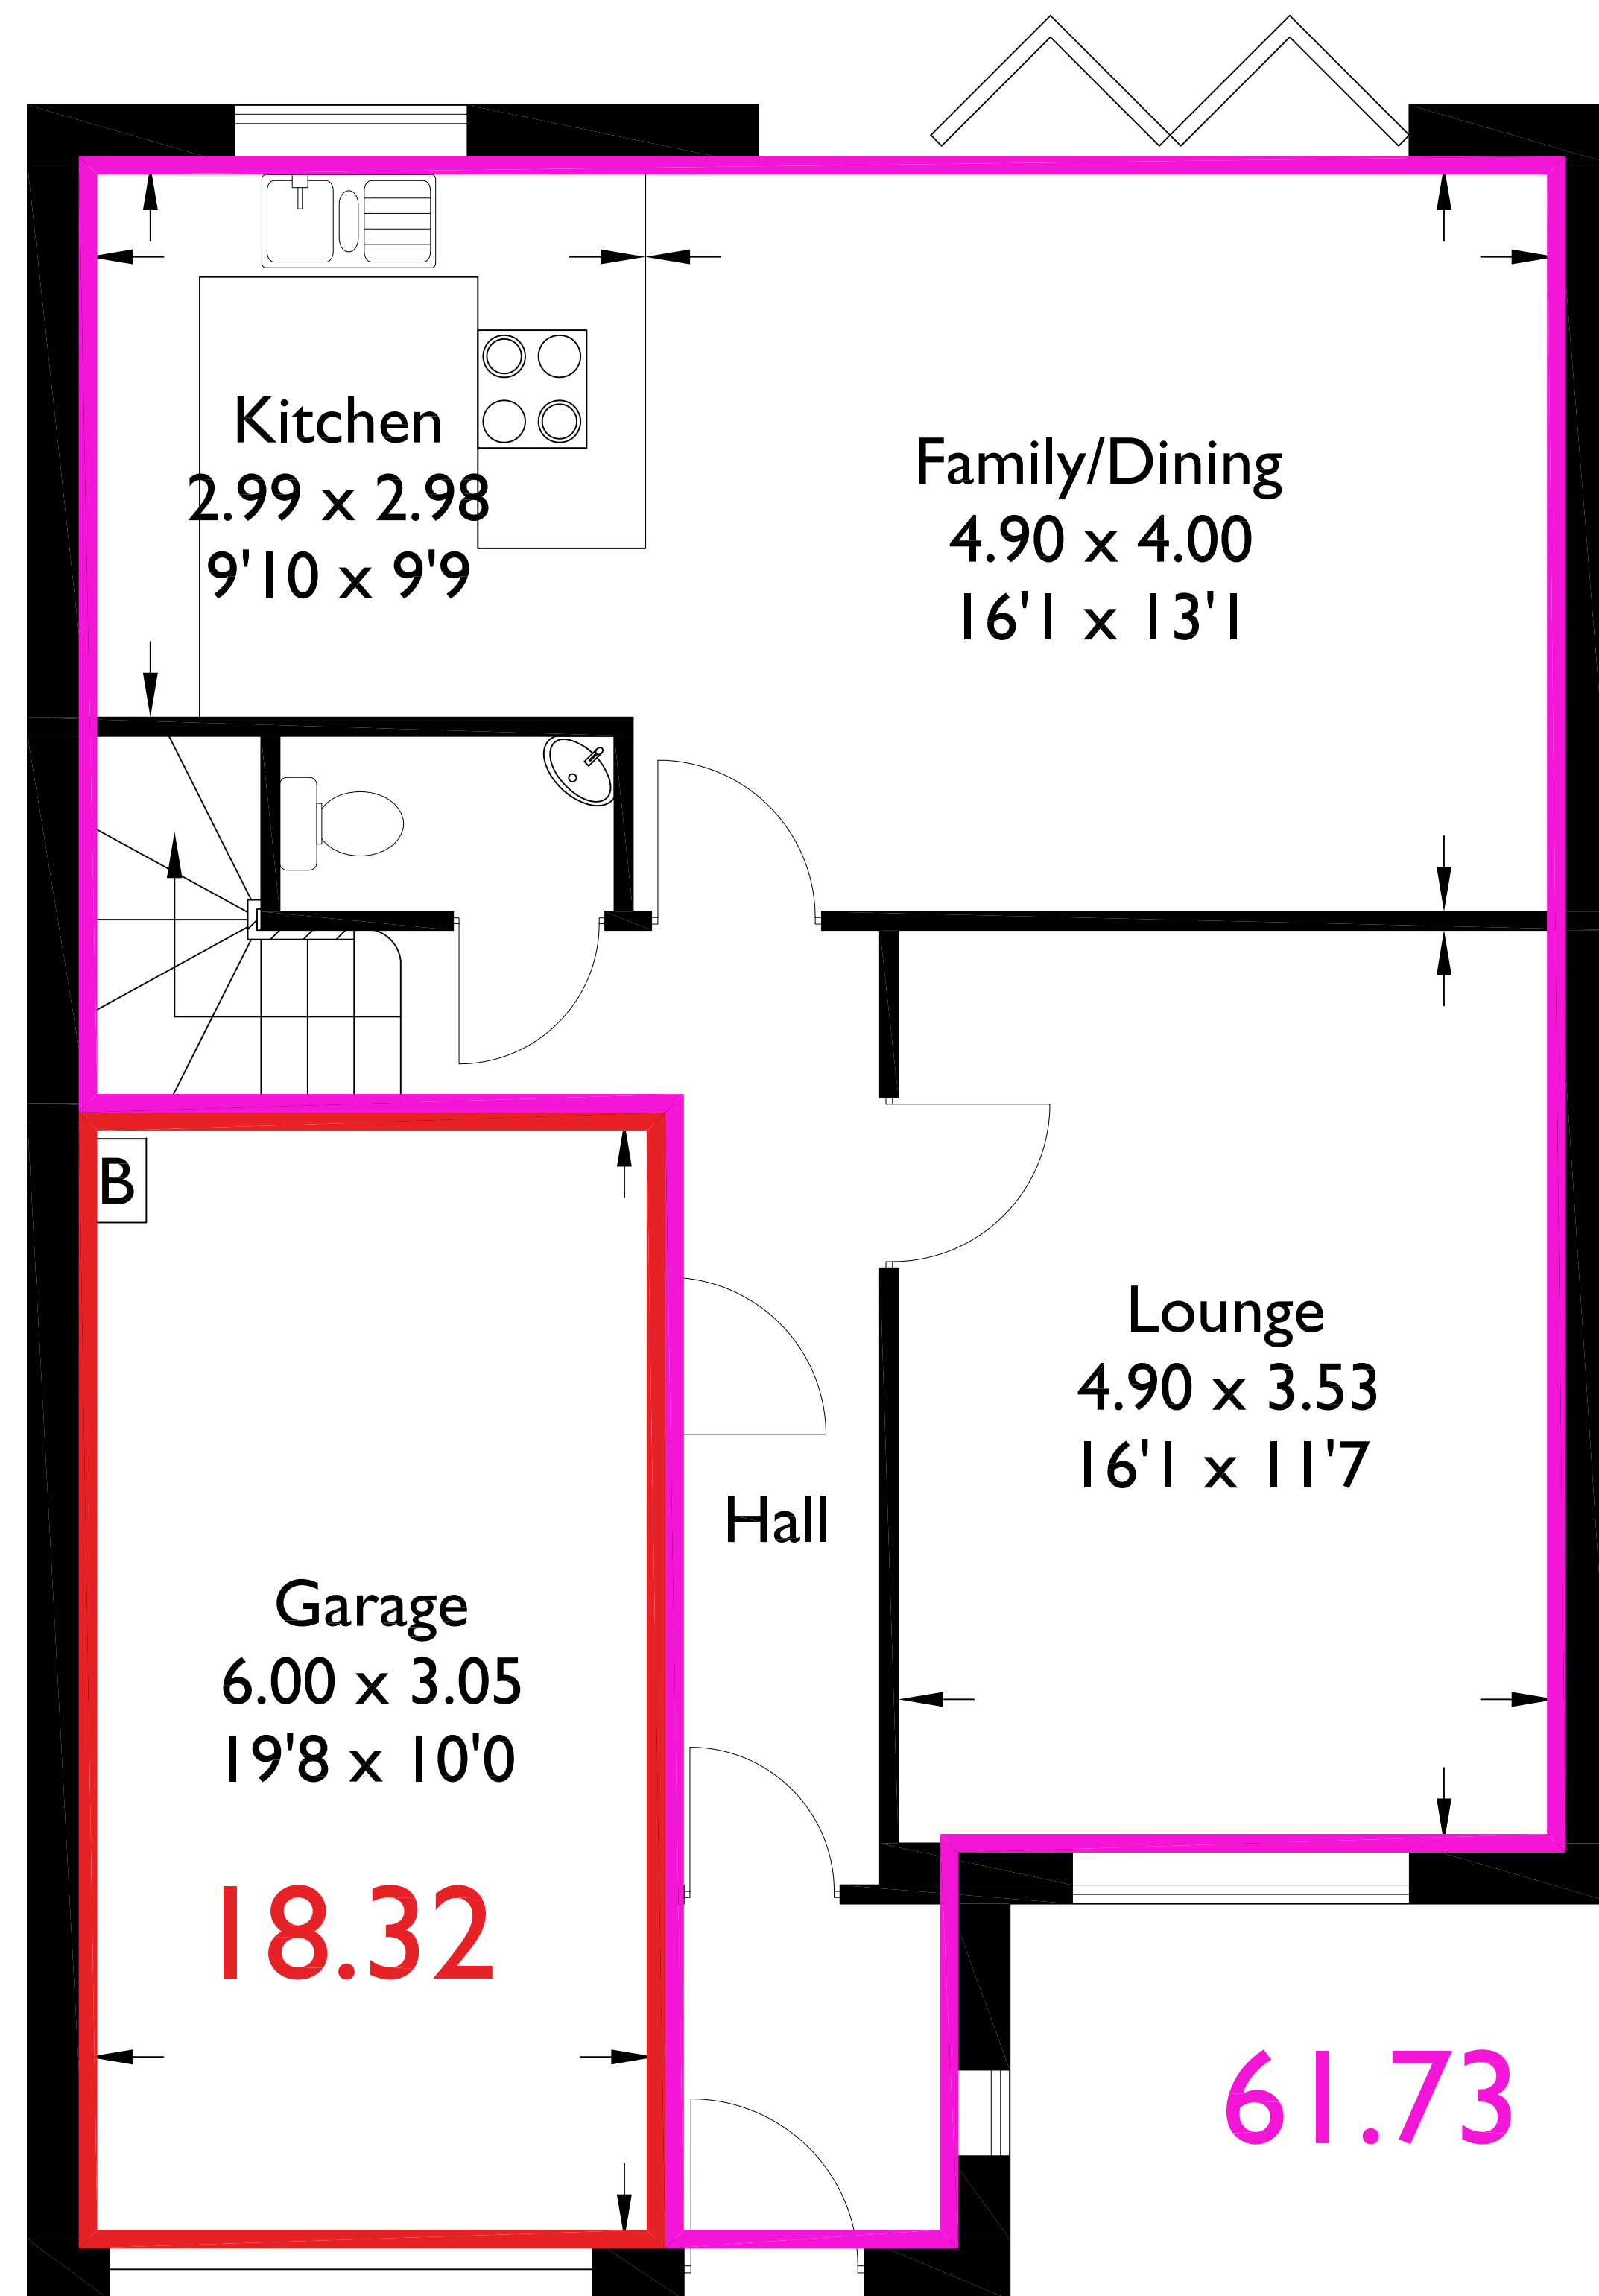 Kitchen
2.99 x 2.98
9'10 x 9'9
Family/Dining
4.90 x 4.00
16'1 x 13'1
B
Lounge
4.90 x 3.53
16'1 x 11'7
Hall
Garage
6.00 x 3.05
19'8 x 10'0
18.32
61.73